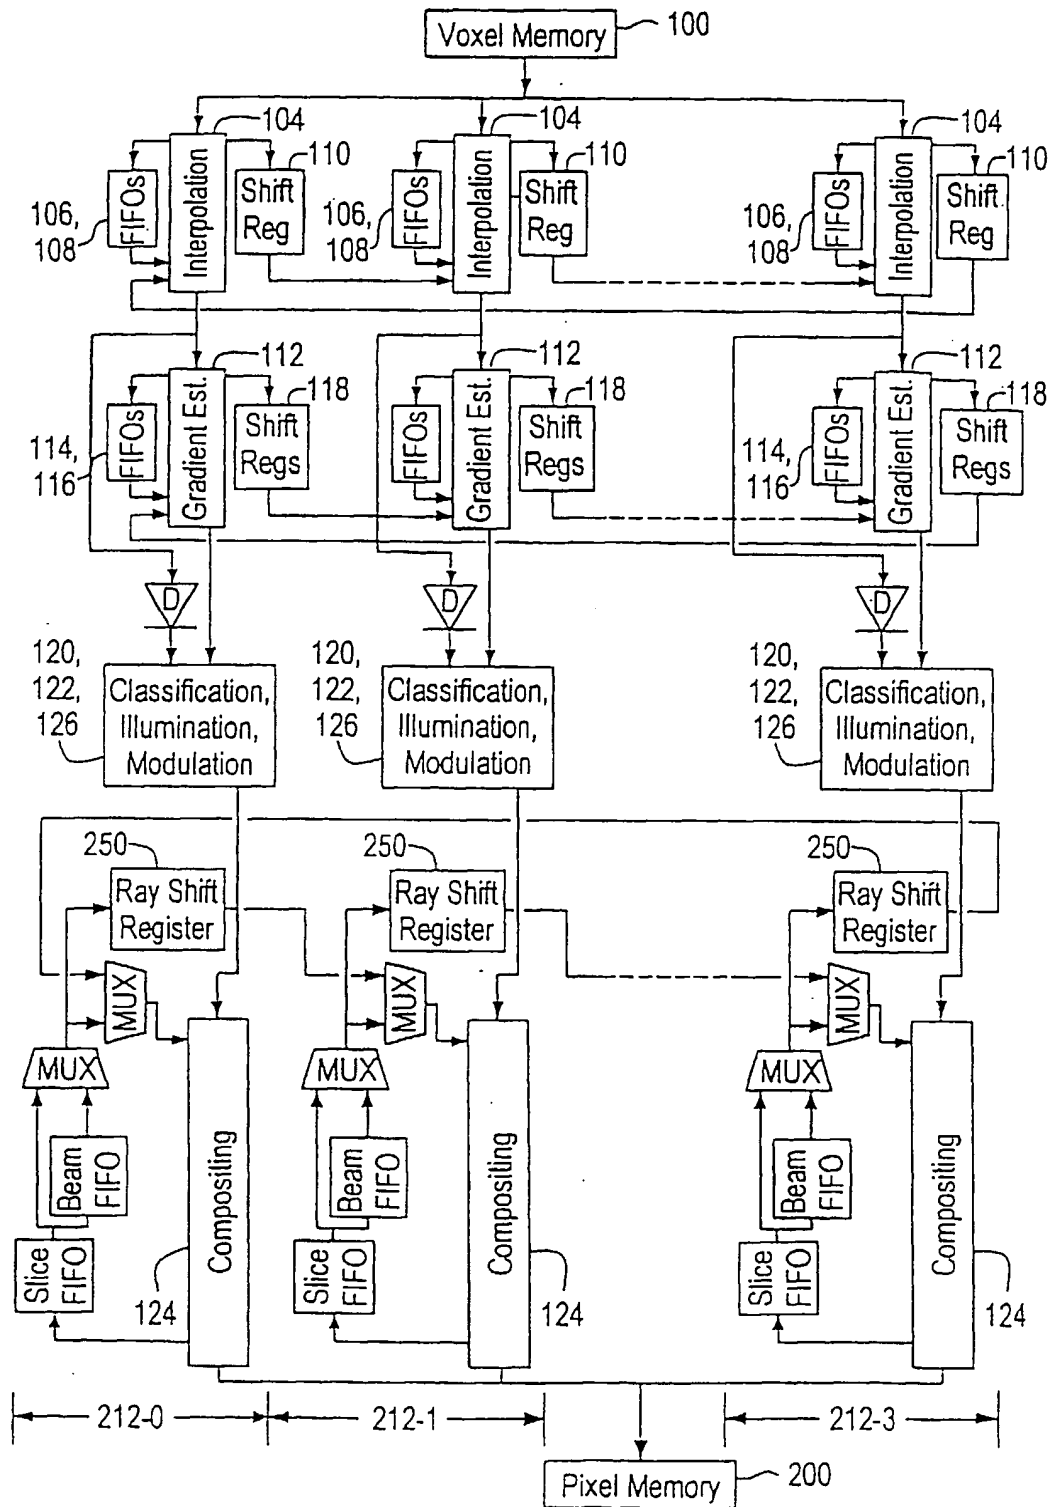 Voxel Memory
100
104
104
104
110
110
110
FIFOs
Interpolation
Shift
Reg
FIFOs
Interpolation
Shift
Reg
FIFOs
Interpolation
Shift
Reg
106,
108
106,
108
106,
108
112
112
112
118
118
118
FIFOs
Gradient Est.
Shift
Regs
FIFOs
Gradient Est.
Shift
Regs
FIFOs
Gradient Est.
Shift
Regs
114,
116
114,
116
D
D
D
120,
122,
126
Classification,
Illumination,
Modulation
120,
122,
126
Classification,
Illumination,
Modulation
120,
122,
126
Classification,
Illumination,
Modulation
250
250
250
Ray Shift
Register
Ray Shift
Register
Ray Shift
Register
MUX
MUX
MUX
MUX
MUX
MUX
Beam
FIFO
Beam
FIFO
Beam
FIFO
Compositing
Compositing
Compositing
Slice
FIFO
Slice
FIFO
Slice
FIFO
124
124
124
212-0
212-1
212-3
Pixel Memory
200